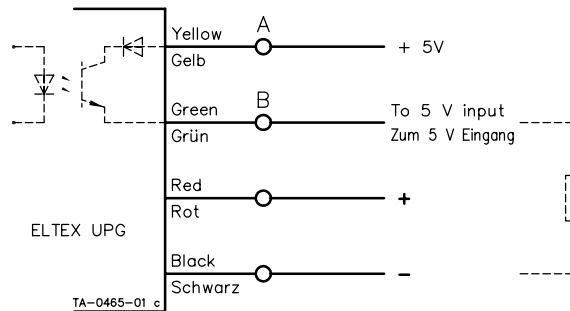 A
Yellow
Gelb
+ 5V
B
Green
Grün
To 5 V input
Zum 5 V Eingang
Red
Rot
+
ELTEX UPG
Black
Schwarz
−
TA-0465-01 c